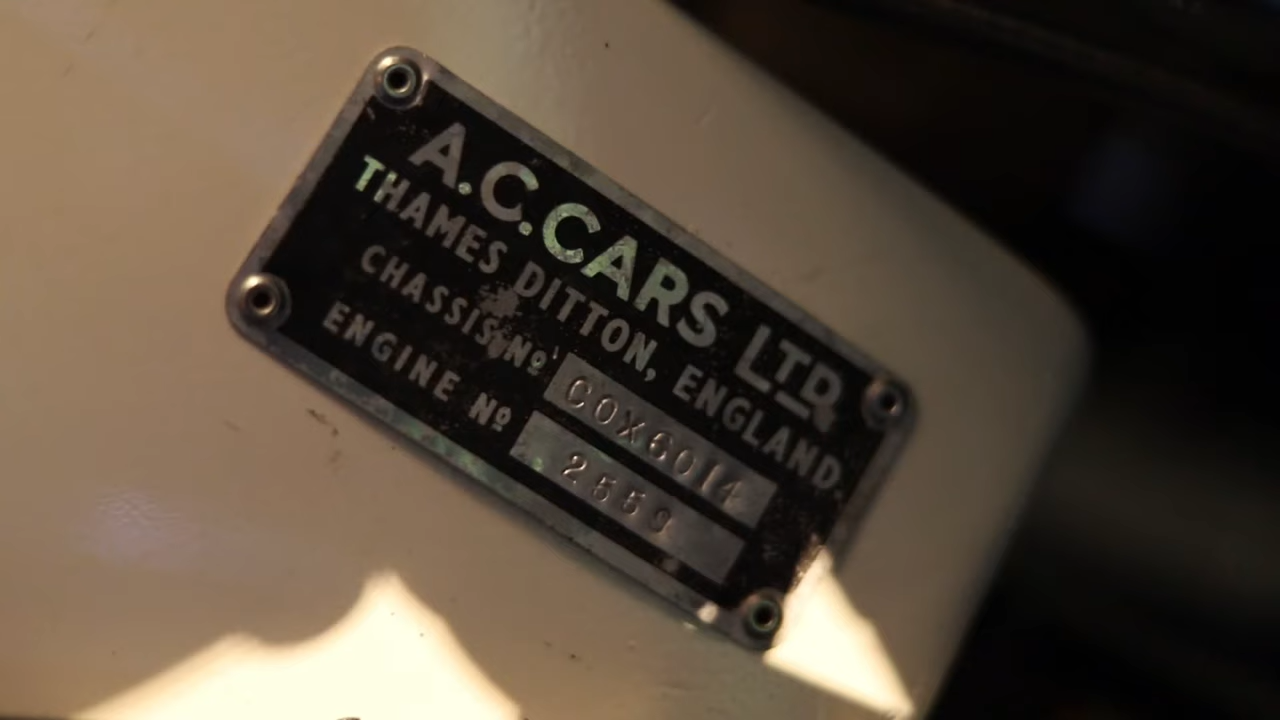 A.C.CARS LTD.
THAMES DITTON, ENGLAND.
CHASSIS Nº COX6014
ENGINE Nº 2559